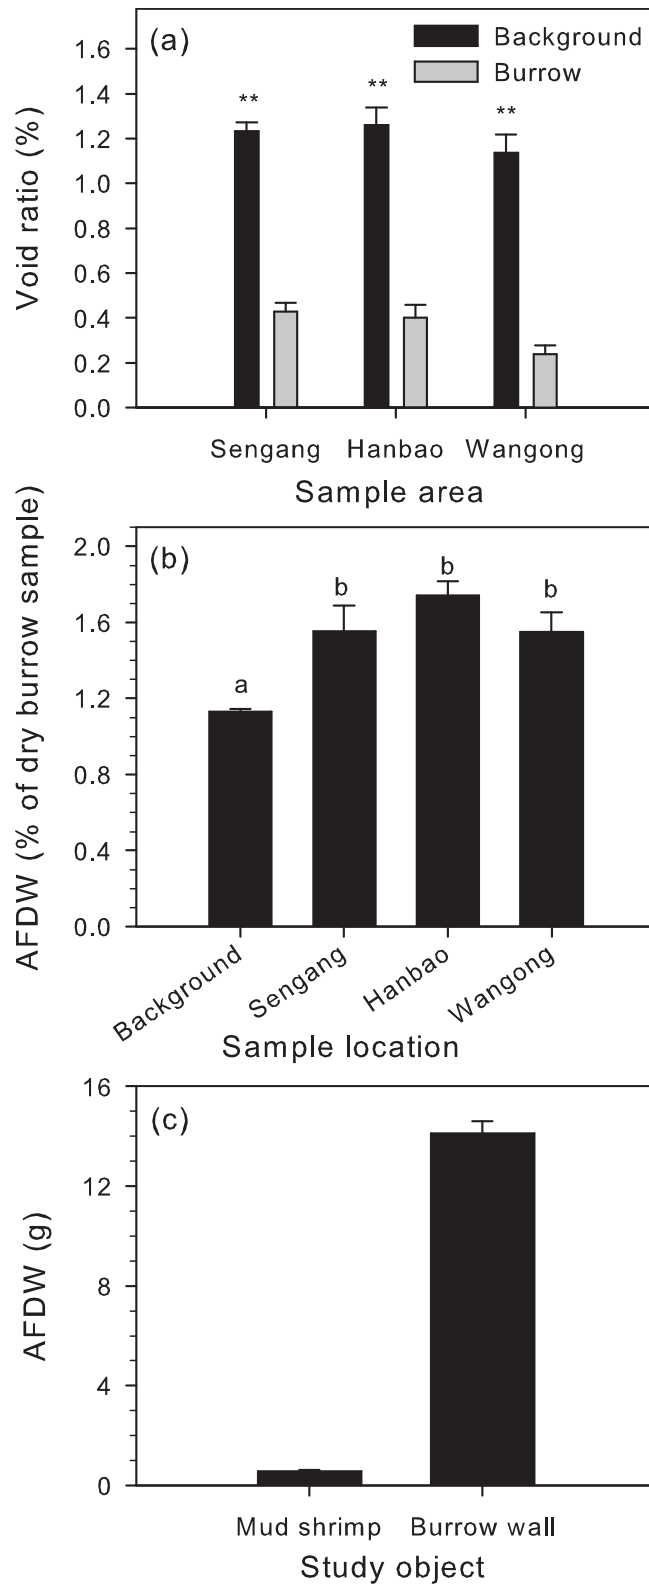 (a)
Background
Burrow
Void ratio (%)
1.6
1.4
1.2
1.0
0.8
0.6
0.4
0.2
0.0
**
**
**
Sengang
Hanbao
Wangong
Sample area
(b)
AFDW (% of dry burrow sample)
2.0
1.6
1.2
0.8
0.4
0.0
a
b
b
b
Background
Sengang
Hanbao
Wangong
Sample location
(c)
AFDW (g)
16
12
8
4
0
Mud shrimp
Burrow wall
Study object